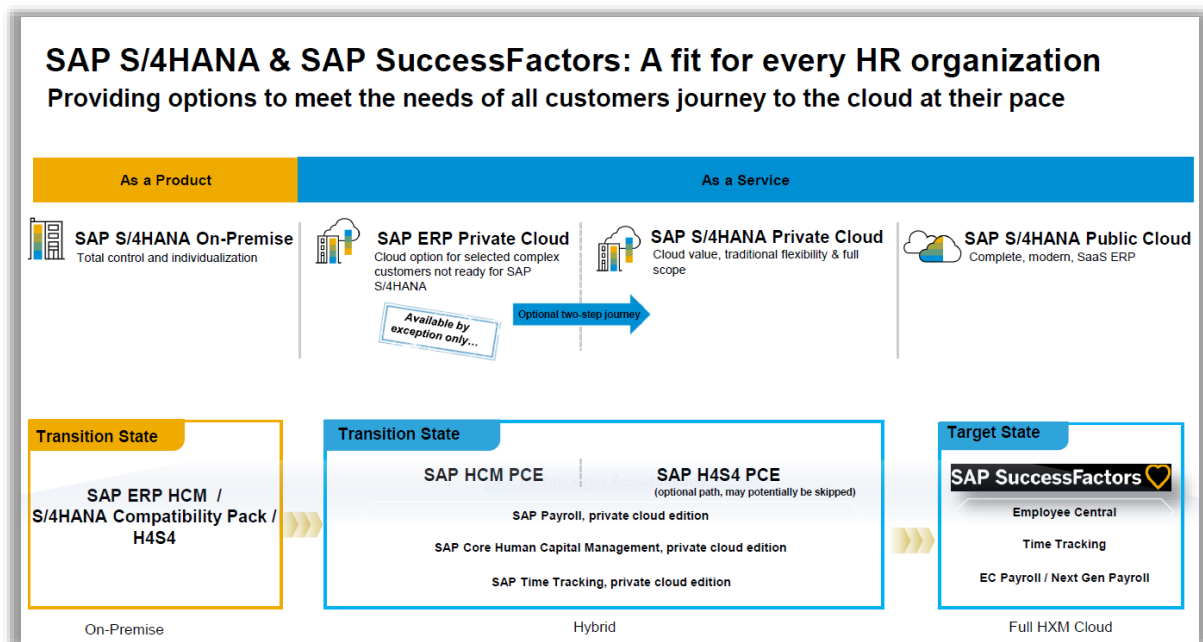 SAP S/4HANA & SAP SuccessFactors: A fit for every HR organization
Providing options to meet the needs of all customers journey to the cloud at their pace
As a Product
As a Service
SAP S/4HANA On-Premise
Total control and individualization
SAP ERP Private Cloud
Cloud option for selected complex
customers not ready for SAP
S/4HANA
Available by
exception only...
Optional two-step journey
SAP S/4HANA Private Cloud
Cloud value, traditional flexibility & full
scope
SAP S/4HANA Public Cloud
Complete, modern, SaaS ERP
Transition State
SAP ERP HCM /
S/4HANA Compatibility Pack /
H4S4
On-Premise
Transition State
SAP HCM PCE
SAP H4S4 PCE
(optional path, may potentially be skipped)
SAP Payroll, private cloud edition
SAP Core Human Capital Management, private cloud edition
SAP Time Tracking, private cloud edition
Hybrid
Target State
SAP SuccessFactors
Employee Central
Time Tracking
EC Payroll / Next Gen Payroll
Full HXM Cloud